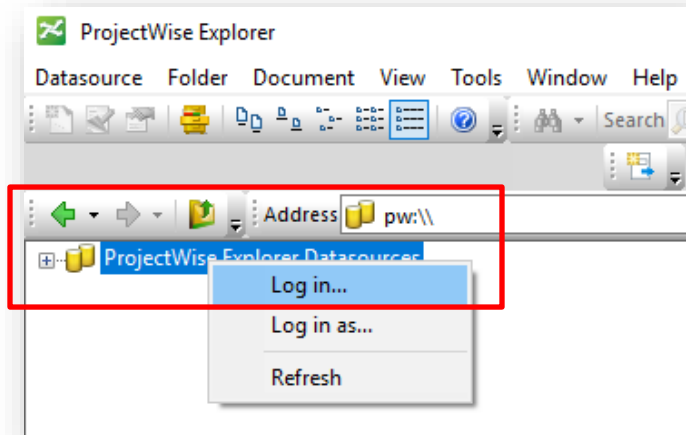 ProjectWise Explorer
Datasource Folder Document View Tools Window Help
Search
Address pw:\\
ProjectWise Explorer Datasources
Log in...
Log in as...
Refresh